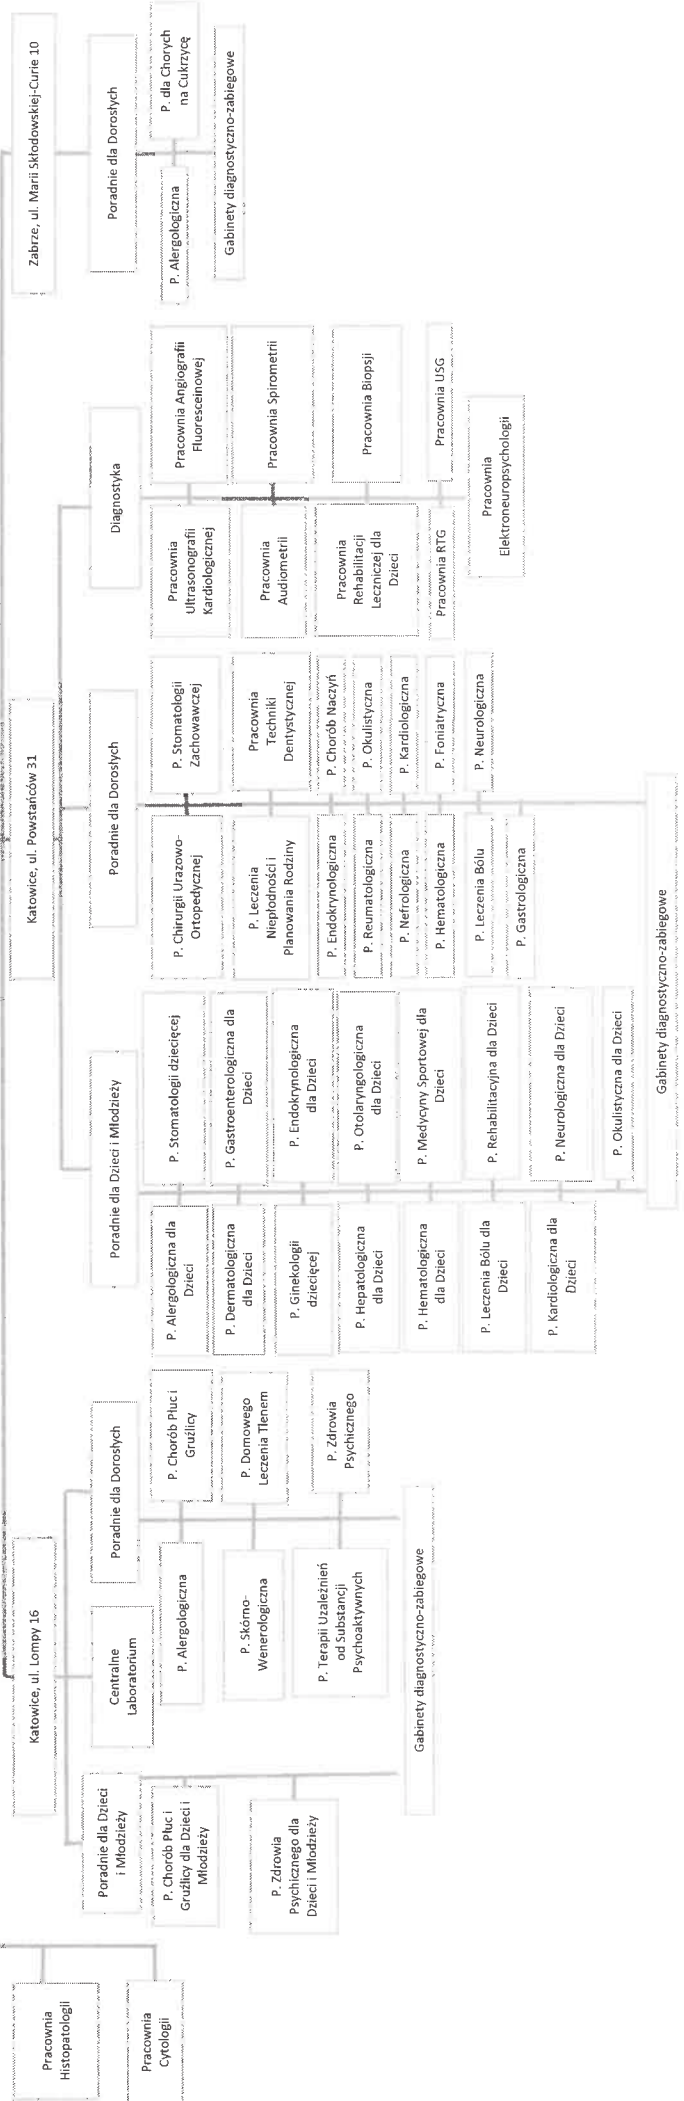 Pracownia
Histopatologii
Pracownia
Cytologii
Katowice, ul. Lompy 16
Poradnie dla Dzieci
i Młodzieży
P. Chorób Płuc i
Gruźlicy dla Dzieci i
Młodzieży
P. Zdrowia
Psychicznego dla
Dzieci i Młodzieży
Centralne
Laboratorium
Poradnie dla Dorosłych
P. Alergologiczna
P. Chorób Płuc i
Gruźlicy
P. Skórno-
Wenerologiczna
P. Domowego
Leczenia Tlenem
P. Terapii Uzależnień
od Substancji
Psychoaktywnych
P. Zdrowia
Psychicznego
Gabinety diagnostyczno-zabiegowe
Katowice, ul. Powstańców 31
Poradnie dla Dzieci i Młodzieży
P. Alergologiczna dla
Dzieci
P. Stomatologii dziecięcej
P. Dermatologiczna
dla Dzieci
P. Gastroenterologiczna dla
Dzieci
P. Ginekologii
dziecięcej
P. Endokrynologiczna
dla Dzieci
P. Hepatologiczna
dla Dzieci
P. Otolaryngologiczna
dla Dzieci
P. Hematologiczna
dla Dzieci
P. Medycyny Sportowej dla
Dzieci
P. Leczenia Bólu dla
Dzieci
P. Rehabilitacyjna dla Dzieci
P. Kardiologiczna dla
Dzieci
P. Neurologiczna dla Dzieci
P. Okulistyczna dla Dzieci
Poradnie dla Dorosłych
P. Chirurgii Urazowo-
Ortopedycznej
P. Stomatologii
Zachowawczej
P. Leczenia
Niepłodności i
Planowania Rodziny
Pracownia
Techniki
Dentystycznej
P. Endokrynologiczna
P. Chorób Naczyń
P. Reumatologiczna
P. Okulistyczna
P. Nefrologiczna
P. Kardiologiczna
P. Hematologiczna
P. Foniatryczna
P. Leczenia Bólu
P. Neurologiczna
P. Gastrologiczna
Gabinety diagnostyczno-zabiegowe
Diagnostyka
Pracownia
Ultrasonografii
Kardiologicznej
Pracownia Angiografii
Fluoresceinowej
Pracownia
Audiometrii
Pracownia Spirometrii
Pracownia
Rehabilitacji
Leczniczej dla
Dzieci
Pracownia Biopsji
Pracownia RTG
Pracownia USG
Pracownia
Elektroneuropsychologii
Zabrze, ul. Marii Skłodowskiej-Curie 10
Poradnie dla Dorosłych
P. Alergologiczna
P. dla Chorych
na Cukrzycę
Gabinety diagnostyczno-zabiegowe